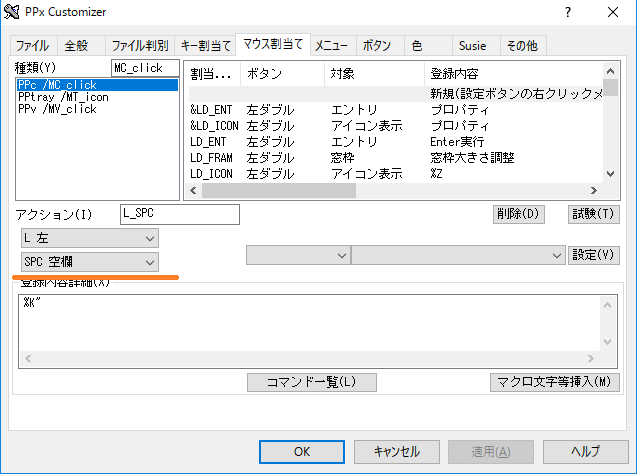 PPx Customizer
ファイル 全般 ファイル判別 キー割当て マウス割当て メニュー ボタン 色 Susie その他
種類(Y) MC_click
PPc /MC_click
PPtray /MT_icon
PPv /MV_click
割当... ボタン 対象 登録内容
新規(設定ボタンの右クリックメ
&LD_ENT 左ダブル エントリ プロパティ
&LD_ICON 左ダブル アイコン表示 プロパティ
LD_ENT 左ダブル エントリ Enter実行
LD_FRAM 左ダブル 窓枠 窓枠大きさ調整
LD_ICON 左ダブル アイコン表示 %Z
アクション(I) L_SPC 削除(D) 試験(T)
L 左
SPC 空欄 設定(V)
登録内容詳細(X)
%K"
コマンド一覧(L) マクロ文字等挿入(M)
OK キャンセル 適用(A) ヘルプ